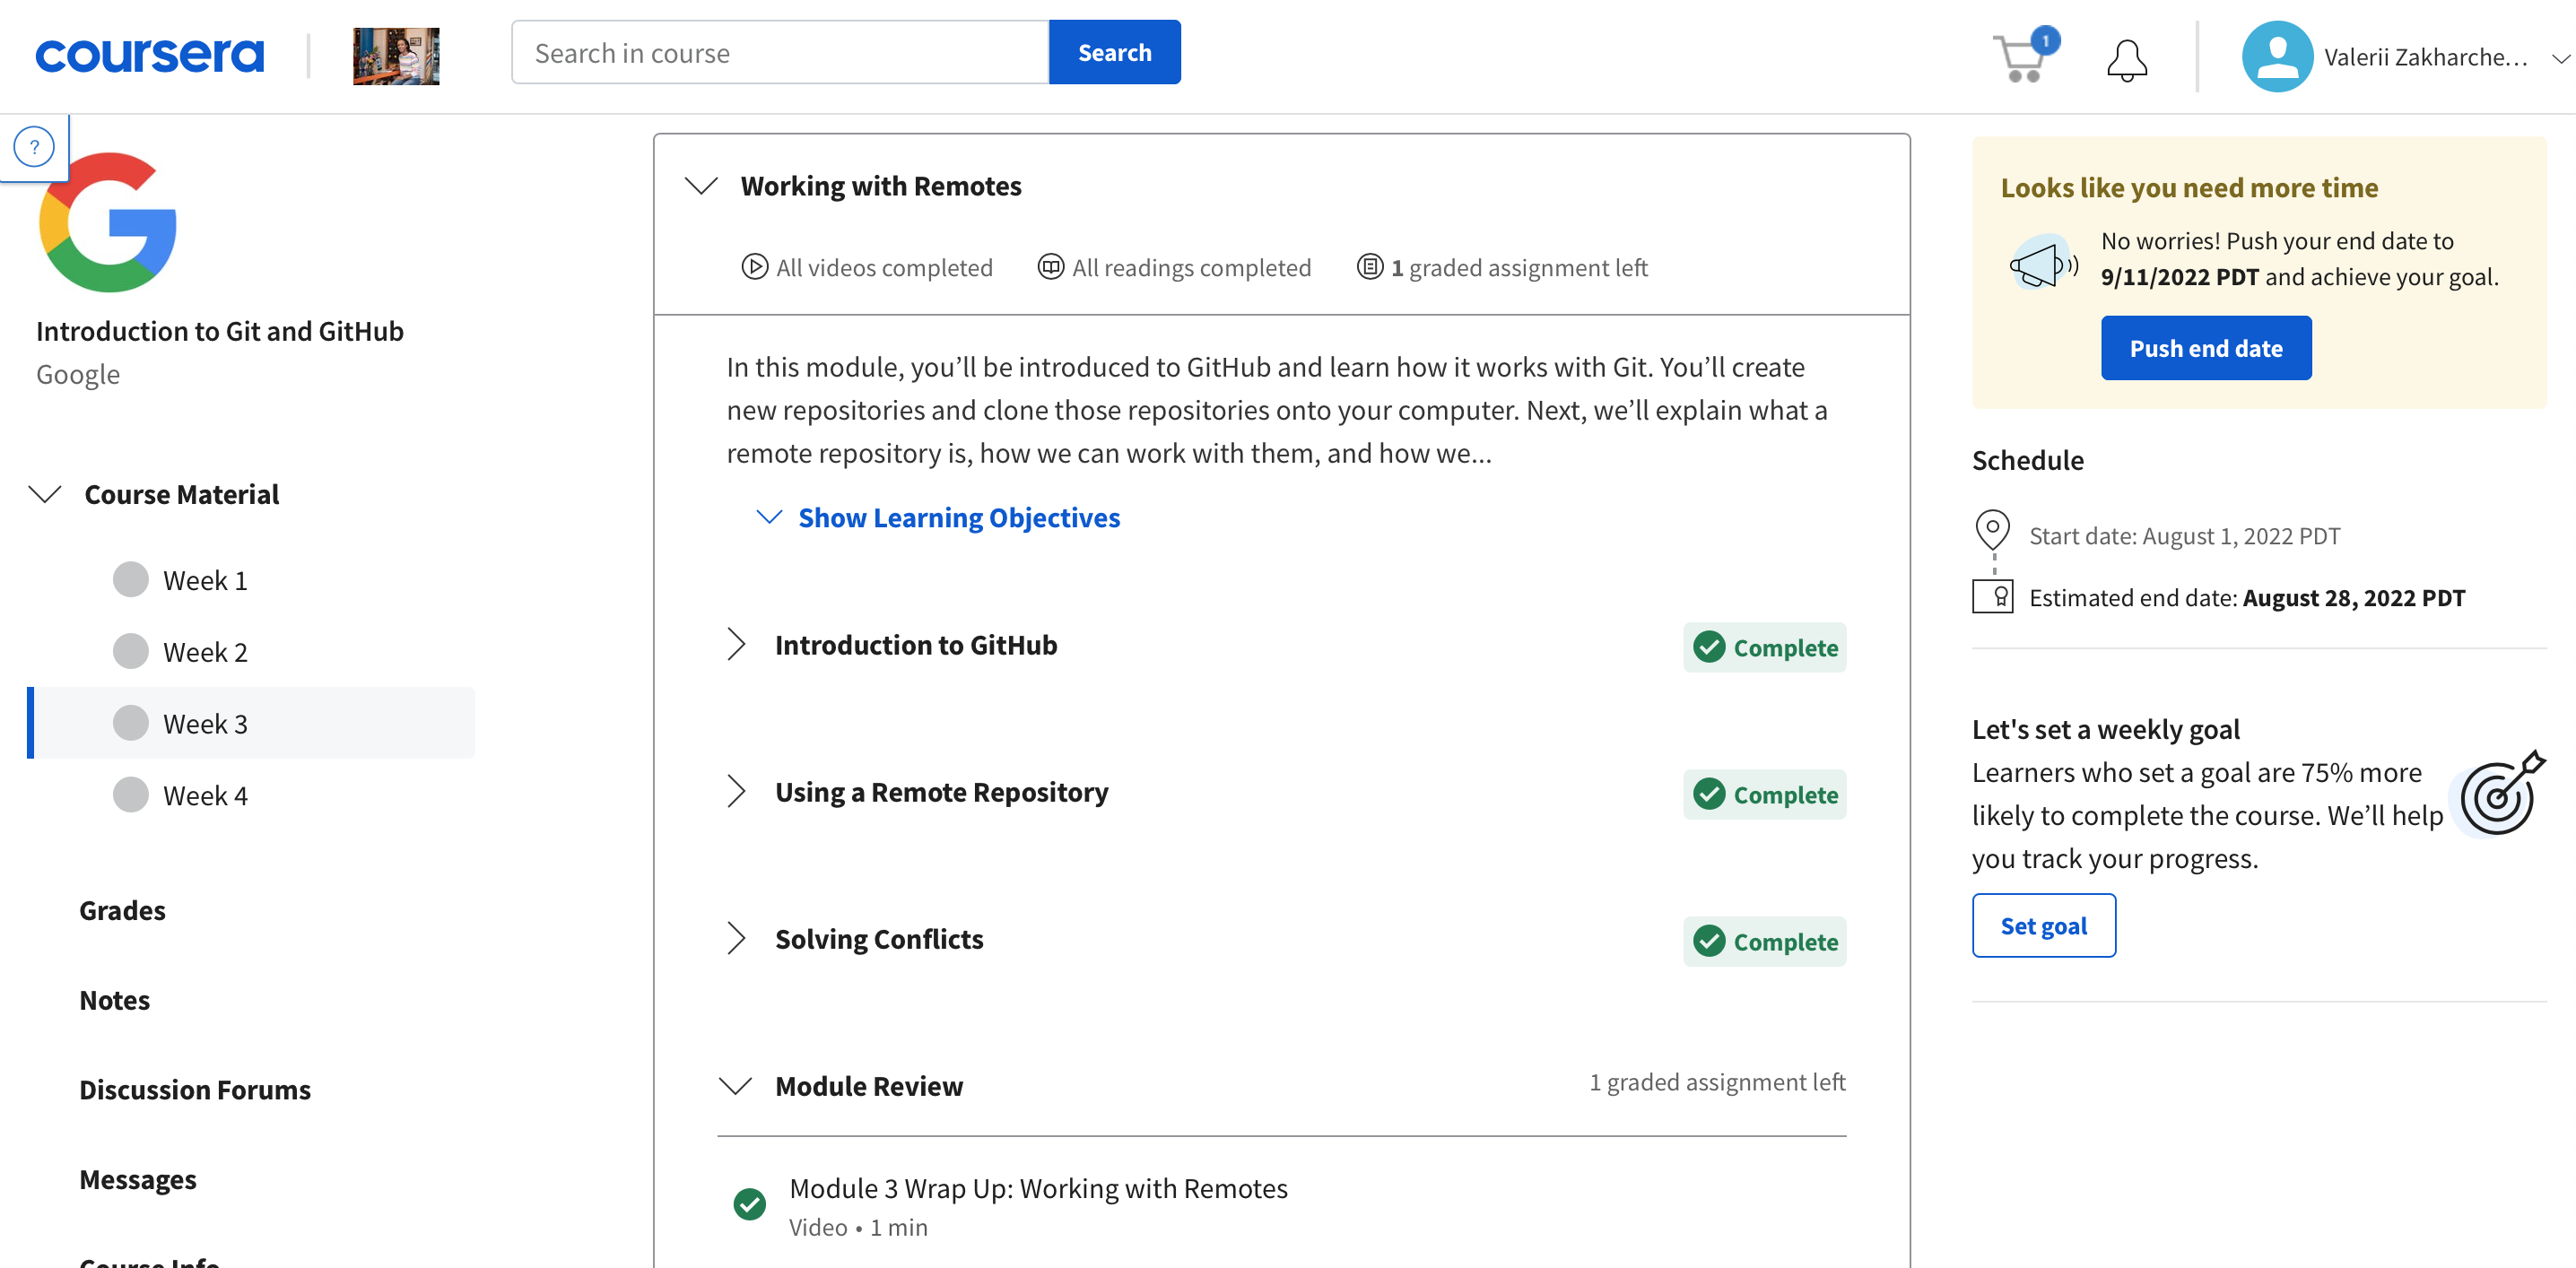 coursera
Search in course
Search
1
Valerii Zakharche...
?
Introduction to Git and GitHub
Google
Course Material
Week 1
Week 2
Week 3
Week 4
Grades
Notes
Discussion Forums
Messages
Course Info
Working with Remotes
All videos completed
All readings completed
1 graded assignment left
In this module, you’ll be introduced to GitHub and learn how it works with Git. You’ll create
new repositories and clone those repositories onto your computer. Next, we’ll explain what a
remote repository is, how we can work with them, and how we...
Show Learning Objectives
Introduction to GitHub
Complete
Using a Remote Repository
Complete
Solving Conflicts
Complete
Module Review
1 graded assignment left
Module 3 Wrap Up: Working with Remotes
Video • 1 min
Looks like you need more time
No worries! Push your end date to
9/11/2022 PDT and achieve your goal.
Push end date
Schedule
Start date: August 1, 2022 PDT
Estimated end date: August 28, 2022 PDT
Let's set a weekly goal
Learners who set a goal are 75% more
likely to complete the course. We’ll help
you track your progress.
Set goal